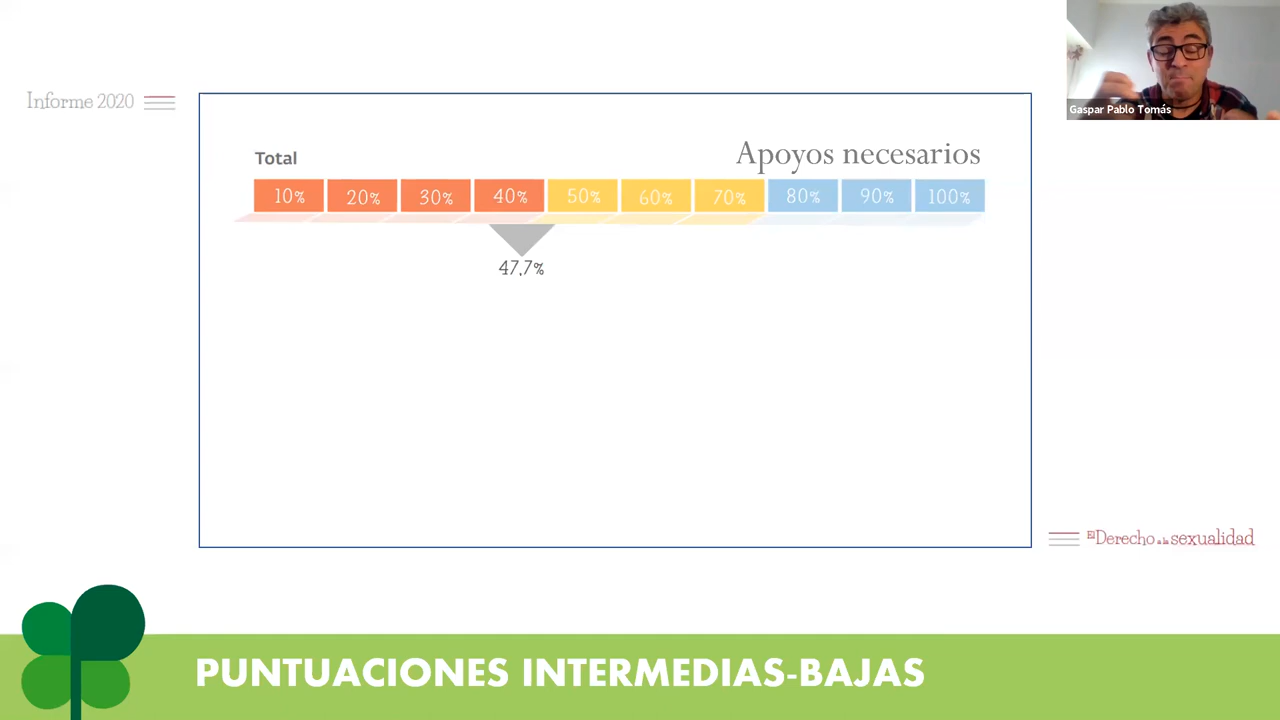 Gaspar Pablo Tomás
Informe 2020
Total
Apoyos necesarios
10% 20% 30% 40% 50% 60% 70% 80% 90% 100%
47,7%
El Derecho a la sexualidad
PUNTUACIONES INTERMEDIAS-BAJAS